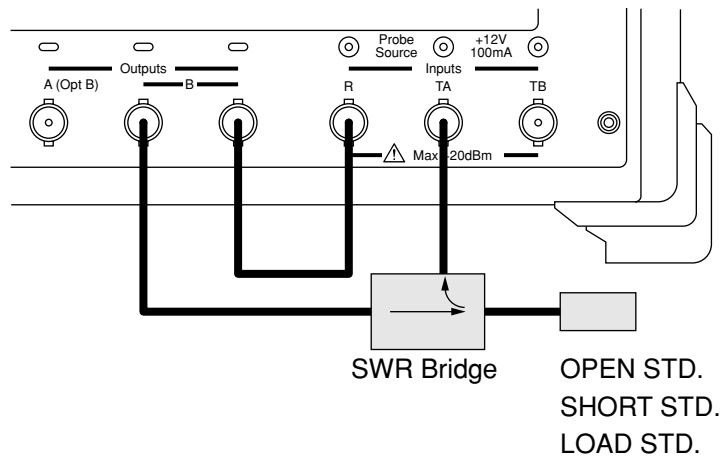 Probe Source
+12V 100mA
Outputs
Inputs
A (Opt B)
B
R
TA
TB
Max -20dBm
SWR Bridge
OPEN STD.
SHORT STD.
LOAD STD.